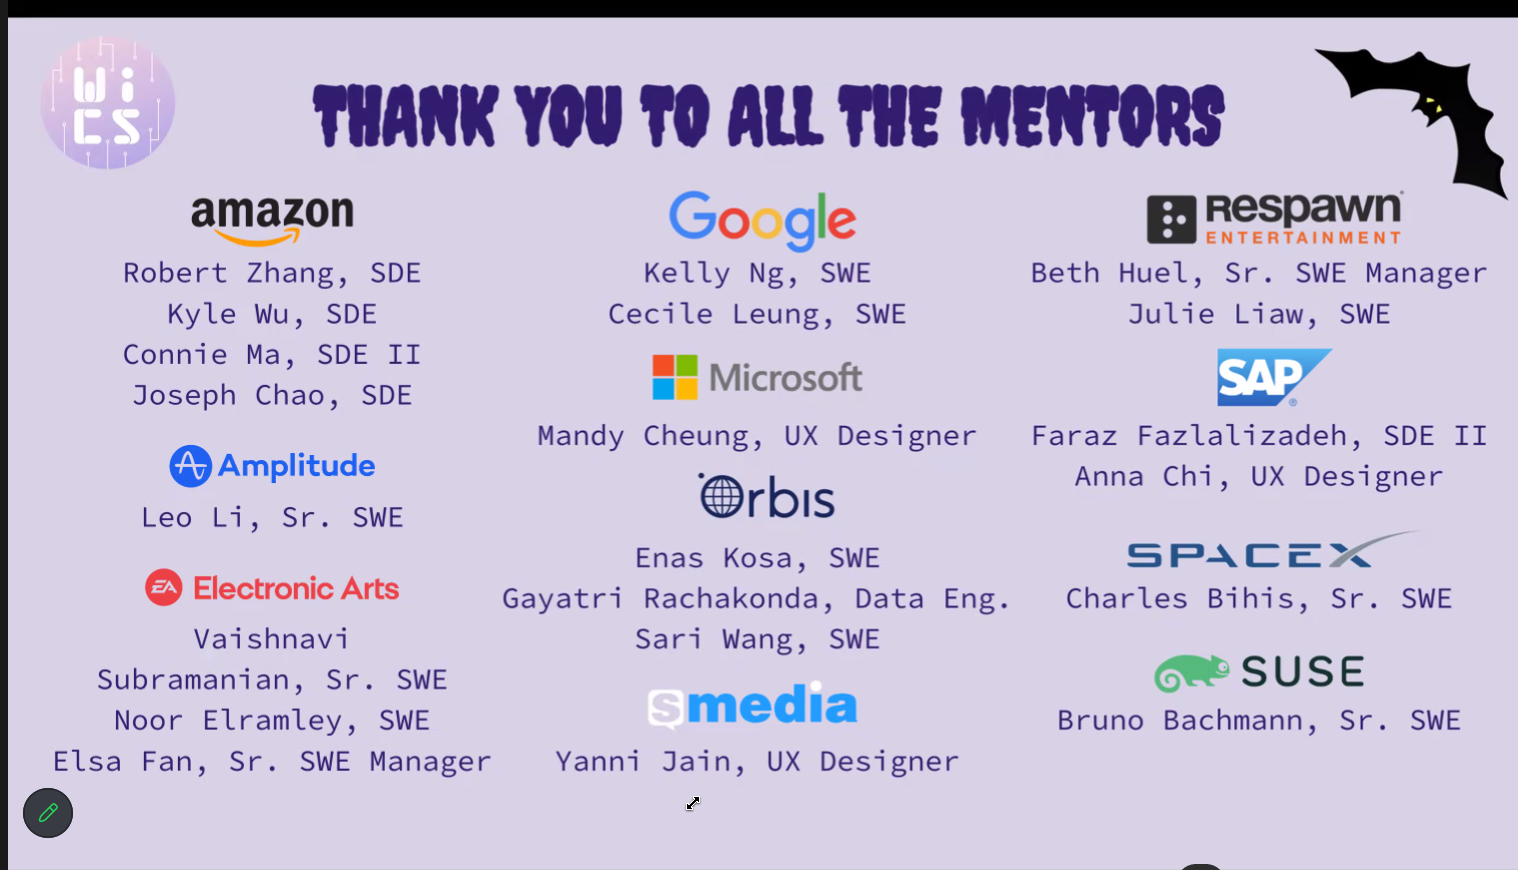 WiCS
THANK YOU TO ALL THE MENTORS
amazon
Robert Zhang, SDE
Kyle Wu, SDE
Connie Ma, SDE II
Joseph Chao, SDE
Amplitude
Leo Li, Sr. SWE
EA Electronic Arts
Vaishnavi
Subramanian, Sr. SWE
Noor Elramley, SWE
Elsa Fan, Sr. SWE Manager
Google
Kelly Ng, SWE
Cecile Leung, SWE
Microsoft
Mandy Cheung, UX Designer
Orbis
Enas Kosa, SWE
Gayatri Rachakonda, Data Eng.
Sari Wang, SWE
smedia
Yanni Jain, UX Designer
Respawn
ENTERTAINMENT
Beth Huel, Sr. SWE Manager
Julie Liaw, SWE
SAP®
Faraz Fazlalizadeh, SDE II
Anna Chi, UX Designer
SPACEX
Charles Bihis, Sr. SWE
SUSE
Bruno Bachmann, Sr. SWE